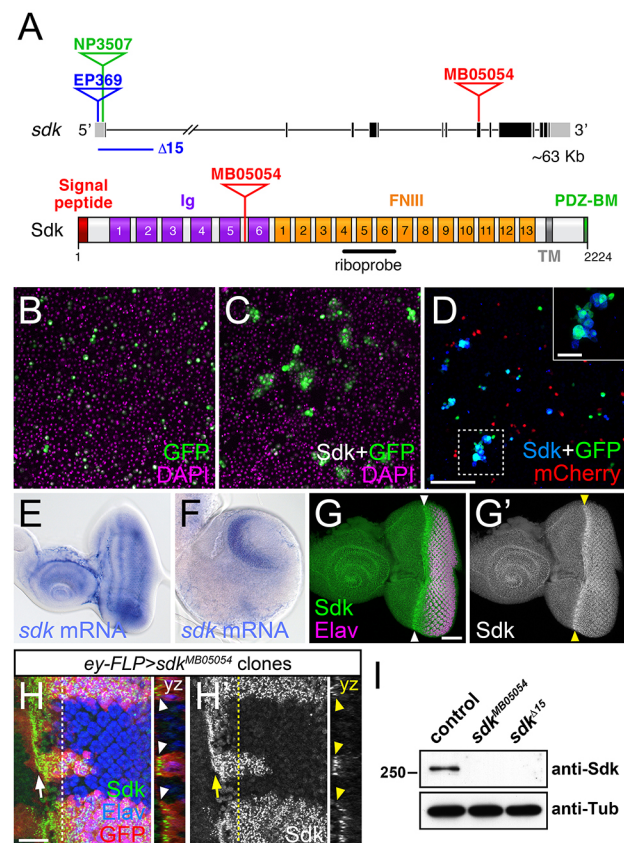 A
NP3507
EP369
MB05054
sdk 5' 3'
Δ15
~63 Kb
MB05054
Signal peptide Ig FNIII PDZ-BM
Sdk 1 2 3 4 5 6 1 2 3 4 5 6 7 8 9 10 11 12 13
1 riboprobe TM 2224
B
GFP
DAPI
C
Sdk+GFP
DAPI
D
Sdk+GFP
mCherry
E
sdk mRNA
F
sdk mRNA
G
Sdk
Elav
G'
Sdk
ey-FLP>sdkMB05054 clones
H yz
Sdk
Elav
GFP
H' yz
Sdk
I
control sdkMB05054 sdkΔ15
250 anti-Sdk
anti-Tub